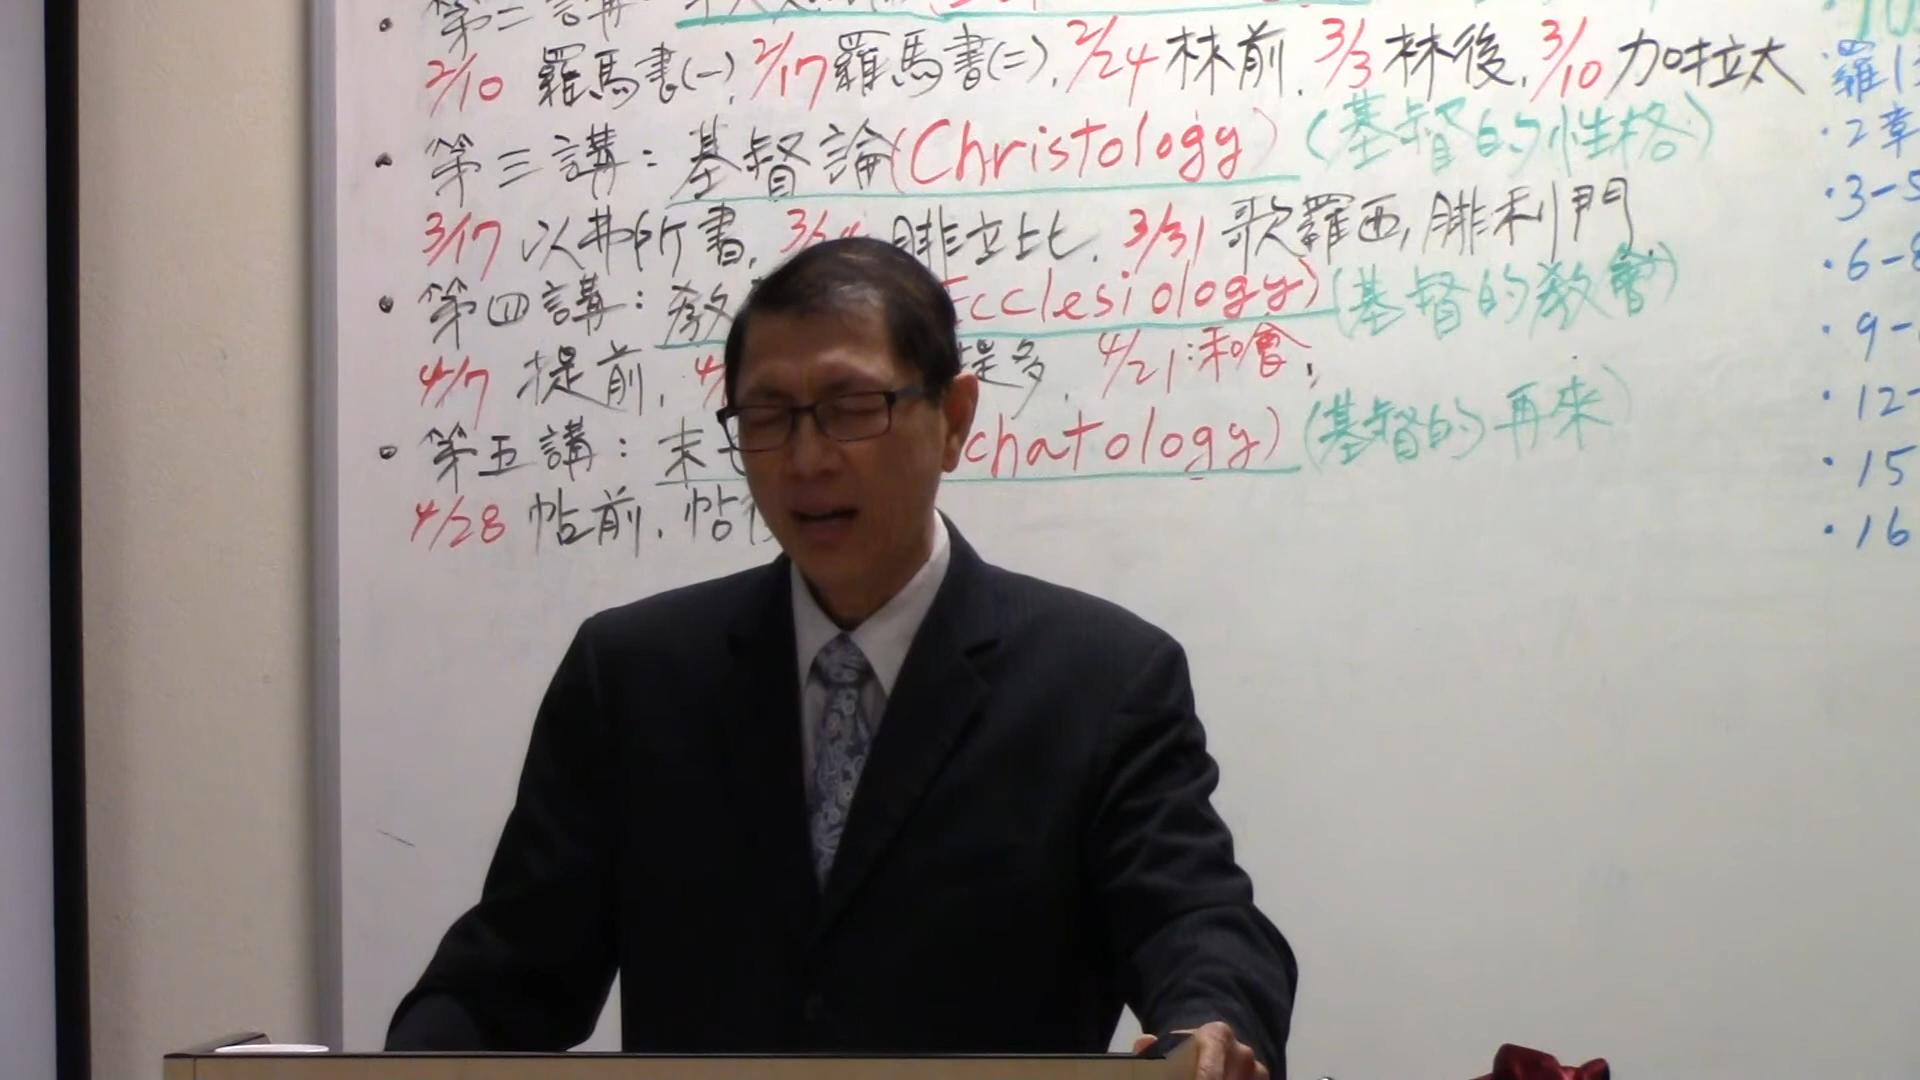 • 第二講
2/10 羅馬書(一), 2/17 羅馬書(二), 2/24 林前, 3/3 林後, 3/10 加拉太
• 第三講: 基督論(Christology) (基督的性格)
3/17 以弗所書, 3/24 腓立比, 3/31 歌羅西, 腓利門
• 第四講: 教 Ecclesiology) (基督的教會)
4/7 提前, 4/ 提多, 4/21: 和會;
• 第五講: 末 chatology) (基督的再來)
4/28 帖前, 帖
羅1
• 2章
• 3-5
• 6-8
• 9-
• 12-
• 15
• 16